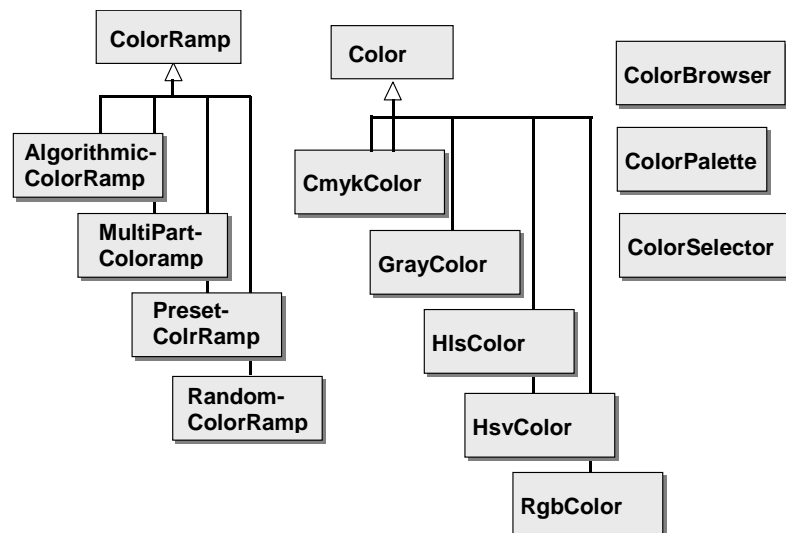 ColorRamp
Algorithmic-
ColorRamp
MultiPart-
Coloramp
Preset-
ColrRamp
Random-
ColorRamp
Color
CmykColor
GrayColor
HlsColor
HsvColor
RgbColor
ColorBrowser
ColorPalette
ColorSelector